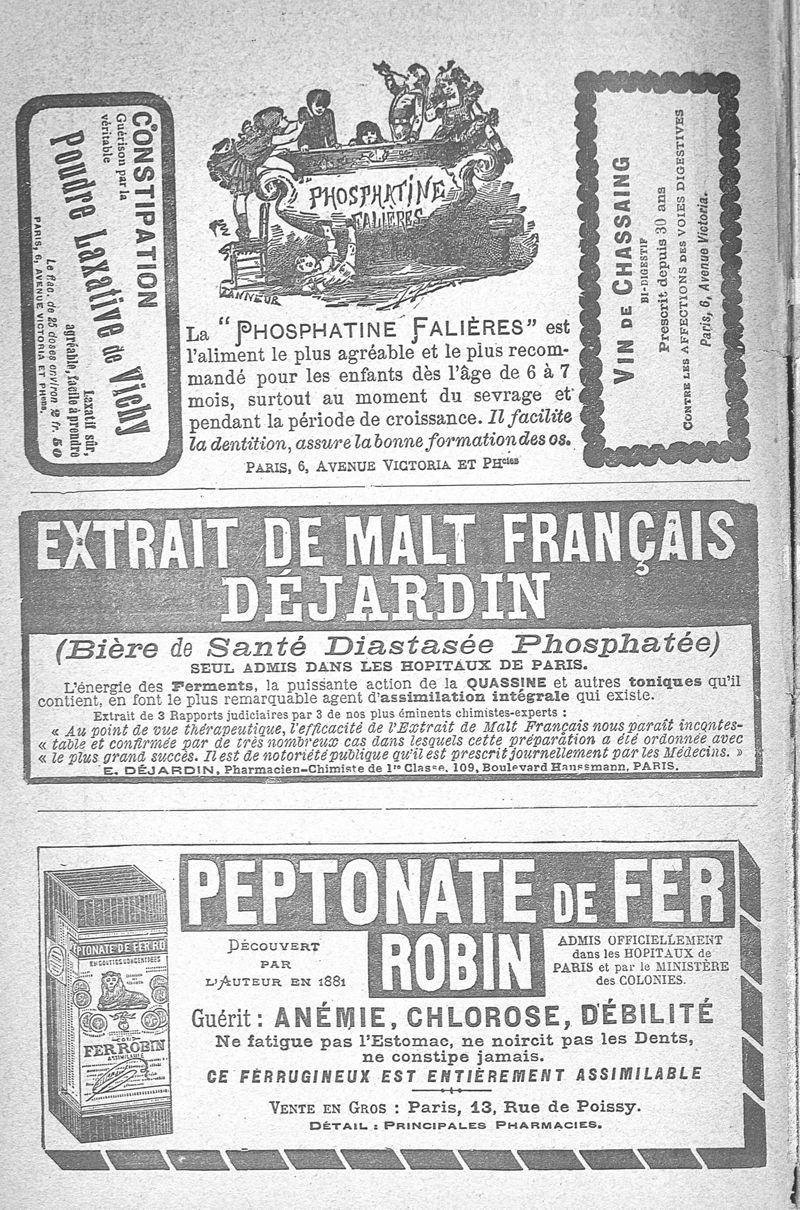 CONSTIPATION
Guérison par la
véritable
Poudre Laxative de Vichy
Laxatif sûr,
agréable, facile à prendre
Le flac. de 25 doses environ 2 fr. 50
PARIS, 6, AVENUE VICTORIA ET PHcies
PHOSPHATINE
FALIÈRES
La "PHOSPHATINE FALIÈRES" est
l'aliment le plus agréable et le plus recom-
mandé pour les enfants dès l'âge de 6 à 7
mois, surtout au moment du sevrage et
pendant la période de croissance. Il facilite
la dentition, assure la bonne formation des os.
PARIS, 6, AVENUE VICTORIA ET PHcies
VIN DE CHASSAING
BI-DIGESTIF
Prescrit depuis 30 ans
CONTRE LES AFFECTIONS DES VOIES DIGESTIVES
Paris, 6, Avenue Victoria.
EXTRAIT DE MALT FRANÇAIS
DÉJARDIN
(Bière de Santé Diastasée Phosphatée)
SEUL ADMIS DANS LES HOPITAUX DE PARIS.
L'énergie des Ferments, la puissante action de la QUASSINE et autres toniques qu'il
contient, en font le plus remarquable agent d'assimilation intégrale qui existe.
Extrait de 3 Rapports judiciaires par 3 de nos plus éminents chimistes-experts :
« Au point de vue thérapeutique, l'efficacité de l'Extrait de Malt Français nous paraît incontes-
« table et confirmée par de très nombreux cas dans lesquels cette préparation a été ordonnée avec
« le plus grand succès. Il est de notoriété publique qu'il est prescrit journellement par les Médecins. »
E. DÉJARDIN, Pharmacien-Chimiste de 1re Classe. 109, Boulevard Haussmann, PARIS.
PEPTONATE DE FER
ROBIN
DÉCOUVERT
PAR
L'AUTEUR EN 1881
ADMIS OFFICIELLEMENT
dans les HOPITAUX de
PARIS et par le MINISTÈRE
des COLONIES.
PTONATE DE FER RO
EN GOUTTES CONCENTRÉES
FER ROBIN
ASSIMILABLE
Guérit : ANÉMIE, CHLOROSE, DÉBILITÉ
Ne fatigue pas l'Estomac, ne noircit pas les Dents,
ne constipe jamais.
CE FERRUGINEUX EST ENTIÈREMENT ASSIMILABLE
VENTE EN GROS : Paris, 13, Rue de Poissy.
DÉTAIL : PRINCIPALES PHARMACIES.